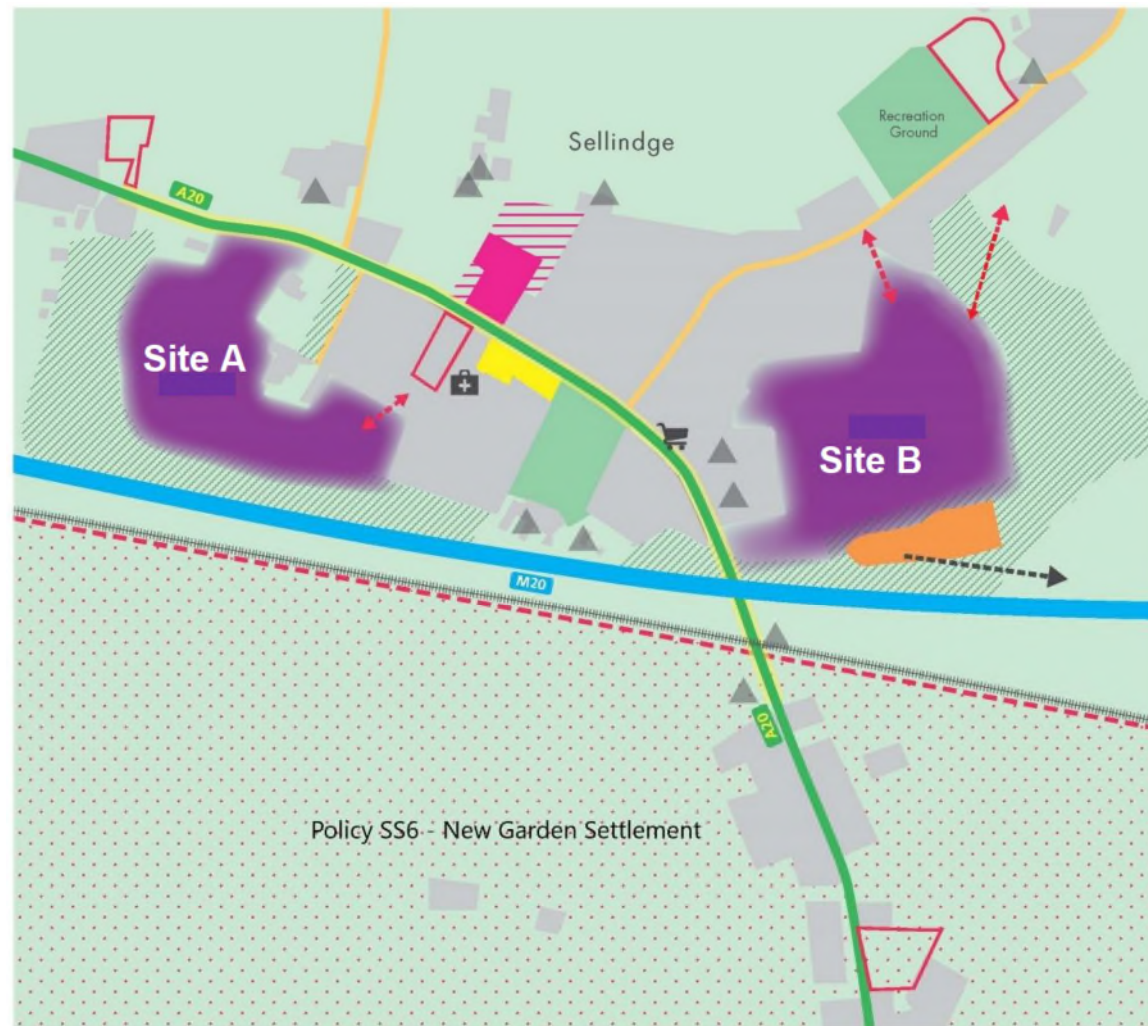 Sellindge
Recreation
Ground
A20
Site A
Site B
M20
A20
Policy SS6 - New Garden Settlement